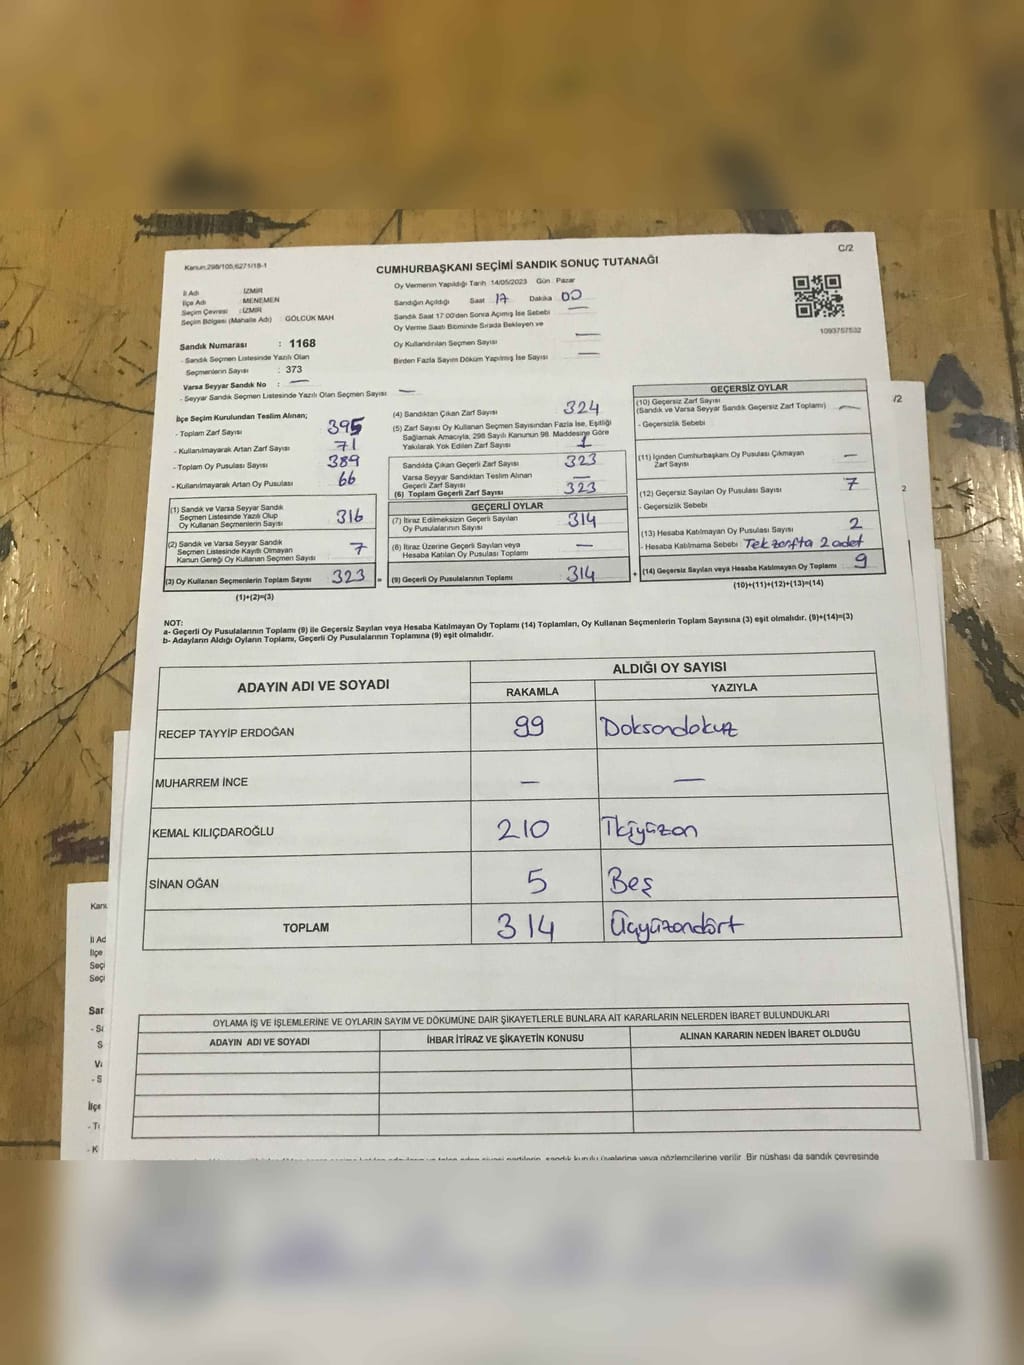 C/2
Kanun:298/105;6271/18-1
CUMHURBAŞKANI SEÇİMİ SANDIK SONUÇ TUTANAĞI
İl Adı : İZMİR
İlçe Adı MENEMEN
Seçim Çevresi : İZMİR
Seçim Bölgesi (Mahalle Adı) GÖLCÜK MAH
Sandık Numarası : 1168
- Sandık Seçmen Listesinde Yazılı Olan
Seçmenlerin Sayısı : 373
Varsa Seyyar Sandık No : —
- Seyyar Sandık Seçmen Listesinde Yazılı Olan Seçmen Sayısı: —
Oy Vermenin Yapıldığı Tarih 14/05/2023 Gün Pazar
Sandığın Açıldığı Saat 17 Dakika 00
Sandık Saat 17:00'den Sonra Açımış İse Sebebi —
Oy Verme Saati Bitiminde Sırada Bekleyen ve
Oy Kullandırılan Seçmen Sayısı —
Birden Fazla Sayım Döküm Yapılmış İse Sayısı —
1093757532
İlçe Seçim Kurulundan Teslim Alınan;
- Toplam Zarf Sayısı 395
- Kullanılmayarak Artan Zarf Sayısı 71
- Toplam Oy Pusulası Sayısı 389
- Kullanılmayarak Artan Oy Pusulası 66
(1) Sandık ve Varsa Seyyar Sandık
Seçmen Listesinde Yazılı Olup
Oy Kullanan Seçmenlerin Sayısı 316
(2) Sandık ve Varsa Seyyar Sandık
Seçmen Listesinde Kayıtlı Olmayan
Kanun Gereği Oy Kullanan Seçmen Sayısı 7
(3) Oy Kullanan Seçmenlerin Toplam Sayısı 323 =
(1)+(2)=(3)
(4) Sandıktan Çıkan Zarf Sayısı 324
(5) Zarf Sayısı Oy Kullanan Seçmen Sayısından Fazla İse, Eşitliği
Sağlamak Amacıyla, 298 Sayılı Kanunun 98. Maddesine Göre
Yakılarak Yok Edilen Zarf Sayısı 1
Sandıkta Çıkan Geçerli Zarf Sayısı 323
Varsa Seyyar Sandıktan Teslim Alınan
Geçerli Zarf Sayısı —
(6) Toplam Geçerli Zarf Sayısı 323
GEÇERLİ OYLAR
(7) İtiraz Edilmeksizin Geçerli Sayılan
Oy Pusulalarının Sayısı 314
(8) İtiraz Üzerine Geçerli Sayılan veya
Hesaba Katılan Oy Pusulası Toplamı —
(9) Geçerli Oy Pusulalarının Toplamı 314 +
GEÇERSİZ OYLAR
(10) Geçersiz Zarf Sayısı
(Sandık ve Varsa Seyyar Sandık Geçersiz Zarf Toplamı) —
- Geçersizlik Sebebi
(11) İçinden Cumhurbaşkanı Oy Pusulası Çıkmayan
Zarf Sayısı —
(12) Geçersiz Sayılan Oy Pusulası Sayısı 7
- Geçersizlik Sebebi
(13) Hesaba Katılmayan Oy Pusulası Sayısı 2
- Hesaba Katılmama Sebebi : Tek zarfta 2 adet
(14) Geçersiz Sayılan veya Hesaba Katılmayan Oy Toplamı 9
(10)+(11)+(12)+(13)=(14)
NOT:
a- Geçerli Oy Pusulalarının Toplamı (9) ile Geçersiz Sayılan veya Hesaba Katılmayan Oy Toplamı (14) Toplamları, Oy Kullanan Seçmenlerin Toplam Sayısına (3) eşit olmalıdır. (9)+(14)=(3)
b- Adayların Aldığı Oyların Toplamı, Geçerli Oy Pusulalarının Toplamına (9) eşit olmalıdır.
ADAYIN ADI VE SOYADI
ALDIĞI OY SAYISI
RAKAMLA YAZIYLA
RECEP TAYYİP ERDOĞAN 99 Doksandokuz
MUHARREM İNCE — —
KEMAL KILIÇDAROĞLU 210 İkiyüzon
SİNAN OĞAN 5 Beş
TOPLAM 314 Üçyüzondört
OYLAMA İŞ VE İŞLEMLERİNE VE OYLARIN SAYIM VE DÖKÜMÜNE DAİR ŞİKAYETLERLE BUNLARA AİT KARARLARIN NELERDEN İBARET BULUNDUKLARI
ADAYIN ADI VE SOYADI İHBAR İTİRAZ VE ŞİKAYETİN KONUSU ALINAN KARARIN NEDEN İBARET OLDUĞU
sandık kurulu üyelerine veya gözlemcilerine verilir. Bir nüshası da sandık çevresinde
/2
2
Kanu
İl Ad
İlçe
Seçi
Seçi
Sar
- Sa
S
Va
- S
İlçe
- To
- K